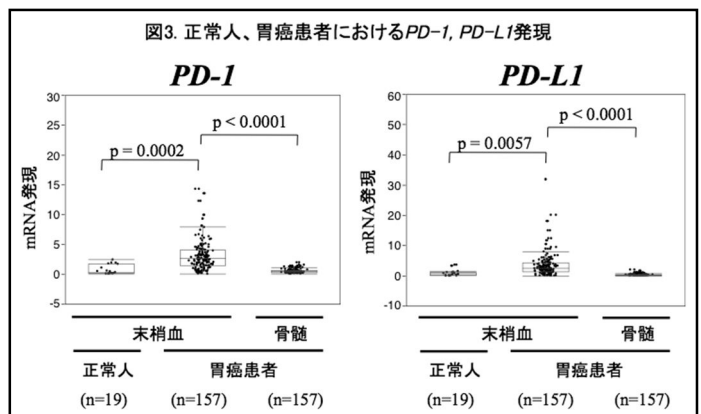 図3. 正常人、胃癌患者におけるPD-1, PD-L1発現
PD-1
mRNA発現
30
25
20
15
10
5
0
-5
p = 0.0002
p < 0.0001
末梢血
骨髄
正常人
胃癌患者
(n=19)
(n=157)
(n=157)
PD-L1
mRNA発現
60
50
40
30
20
10
0
-10
p = 0.0057
p < 0.0001
末梢血
骨髄
正常人
胃癌患者
(n=19)
(n=157)
(n=157)